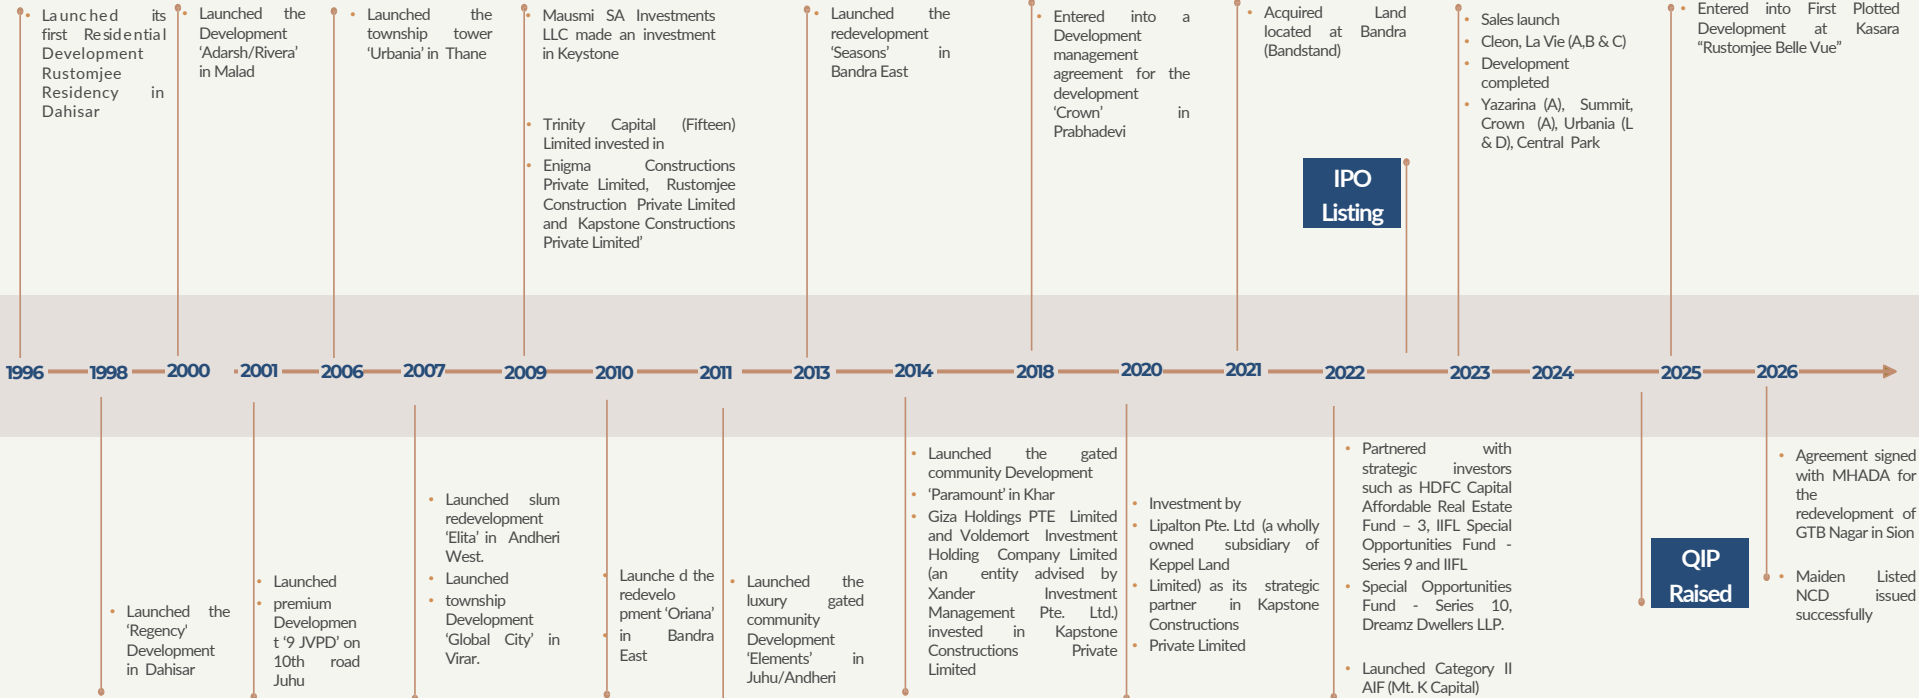 Launched its
first Residential
Development
Rustomjee
Residency in
Dahisar
Launched the
Development
‘Adarsh/Rivera’
in Malad
Launched the
township tower
‘Urbania’ in Thane
Mausmi SA Investments
LLC made an investment
in Keystone
Trinity Capital (Fifteen)
Limited invested in
Enigma Constructions
Private Limited, Rustomjee
Construction Private Limited
and Kapstone Constructions
Private Limited’
Launched the
redevelopment
‘Seasons’ in
Bandra East
Entered into a
Development
management
agreement for the
development
‘Crown’ in
Prabhadevi
Acquired Land
located at Bandra
(Bandstand)
IPO
Listing
Sales launch
Cleon, La Vie (A,B & C)
Development
completed
Yazarina (A), Summit,
Crown (A), Urbania (L
& D), Central Park
Entered into First Plotted
Development at Kasara
“Rustomjee Belle Vue”
1996 1998 2000 2001 2006 2007 2009 2010 2011 2013 2014 2018 2020 2021 2022 2023 2024 2025 2026
Launched the
‘Regency’
Development
in Dahisar
Launched
premium
Developmen
t ‘9 JVPD’ on
10th road
Juhu
Launched slum
redevelopment
‘Elita’ in Andheri
West.
Launched
township
Development
‘Global City’ in
Virar.
Launche d the
redevelo
pment ‘Oriana’
in Bandra
East
Launched the
luxury gated
community
Development
‘Elements’ in
Juhu/Andheri
Launched the gated
community Development
‘Paramount’ in Khar
Giza Holdings PTE Limited
and Voldemort Investment
Holding Company Limited
(an entity advised by
Xander Investment
Management Pte. Ltd.)
invested in Kapstone
Constructions Private
Limited
Investment by
Lipalton Pte. Ltd (a wholly
owned subsidiary of
Keppel Land
Limited) as its strategic
partner in Kapstone
Constructions
Private Limited
Partnered with
strategic investors
such as HDFC Capital
Affordable Real Estate
Fund – 3, IIFL Special
Opportunities Fund -
Series 9 and IIFL
Special Opportunities
Fund - Series 10,
Dreamz Dwellers LLP.
Launched Category II
AIF (Mt. K Capital)
QIP
Raised
Agreement signed
with MHADA for
the
redevelopment of
GTB Nagar in Sion
Maiden Listed
NCD issued
successfully